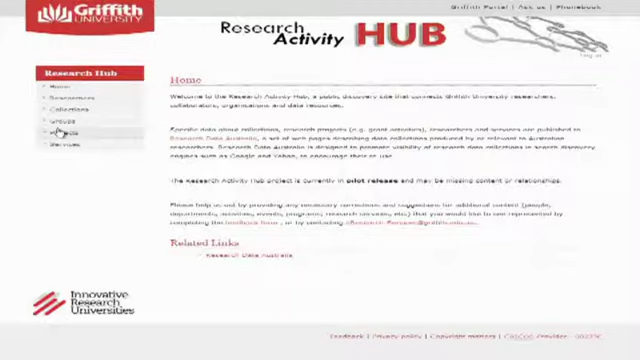 Griffith
UNIVERSITY
Griffith Portal | Ask us | Phonebook
Research
Activity HUB
Log in
Research Hub
Home
Home
Researchers
Collections
Groups
Projects
Services
Welcome to the Research Activity Hub, a public discovery site that connects Griffith University researchers,
collaborators, organisations and data resources.
Specific data about collections, research projects (e.g. grant activities), researchers and services are published to
Research Data Australia, a set of web pages describing data collections produced by or relevant to Australian
researchers. Research Data Australia is designed to promote visibility of research data collections in search discovery
engines such as Google and Yahoo, to encourage their re-use.
The Research Activity Hub project is currently in pilot release and may be missing content or relationships.
Please help us by providing any necessary corrections and suggestions for additional content (people,
departments, activities, events, programs, research services, etc.) that you would like to see represented by
completing the feedback form, or by contacting
Related Links
Research Data Australia
Innovative
Research
Universities
Feedback | Privacy policy | Copyright matters | CRICOS Provider - 00233E